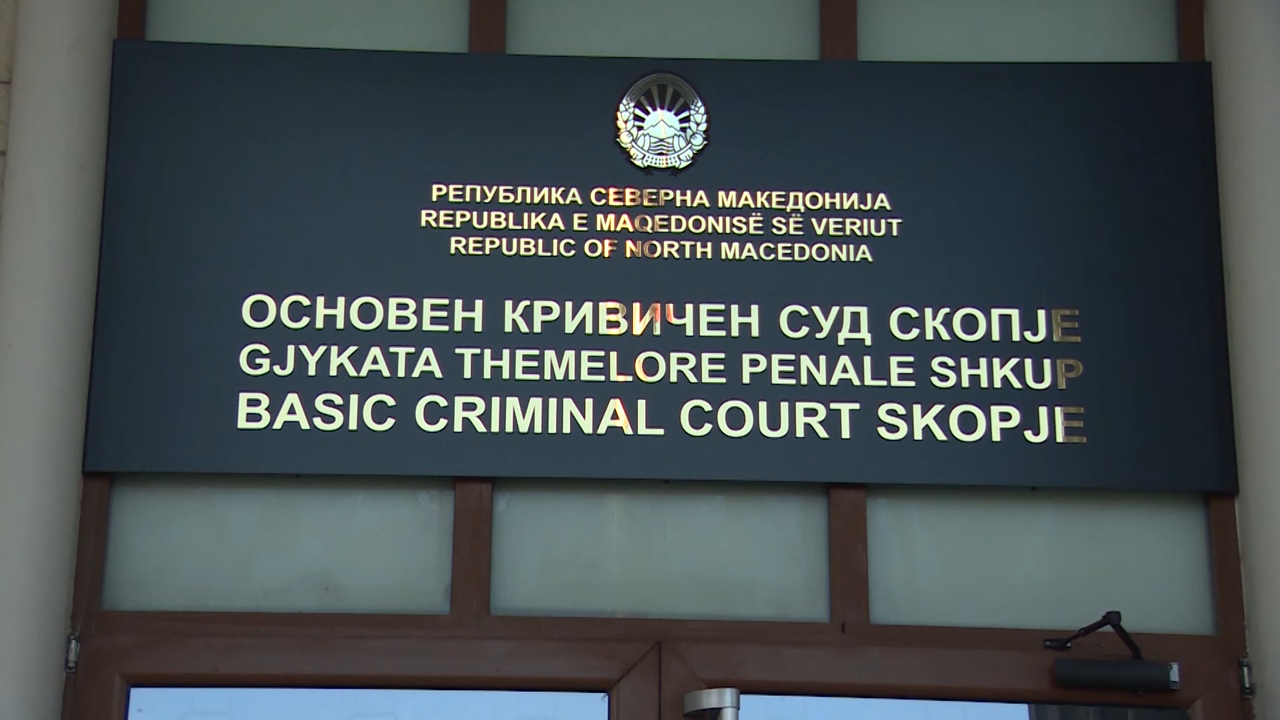 РЕПУБЛИКА СЕВЕРНА МАКЕДОНИЈА
REPUBLIKA E MAQEDONISË SË VERIUT
REPUBLIC OF NORTH MACEDONIA
ОСНОВЕН КРИВИЧЕН СУД СКОПЈЕ
GJYKATA THEMELORE PENALE SHKUP
BASIC CRIMINAL COURT SKOPJE